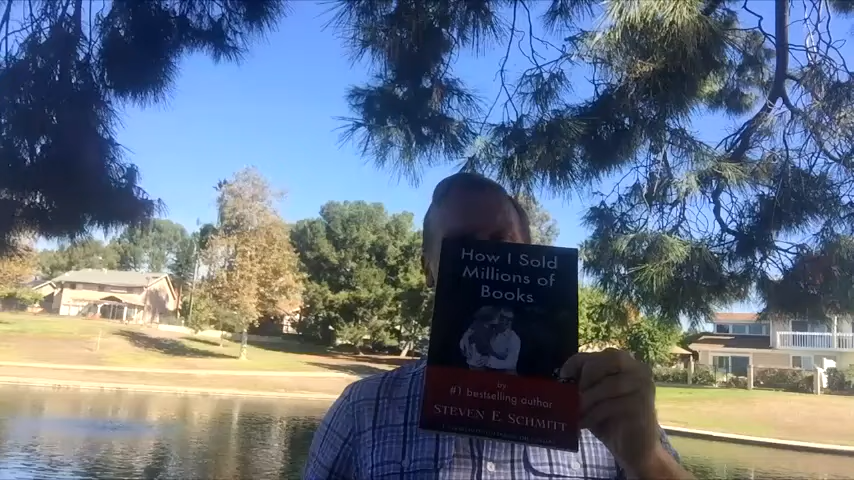 How I Sold
Millions of
Books
by
#1 bestselling author
STEVEN E. SCHMITT